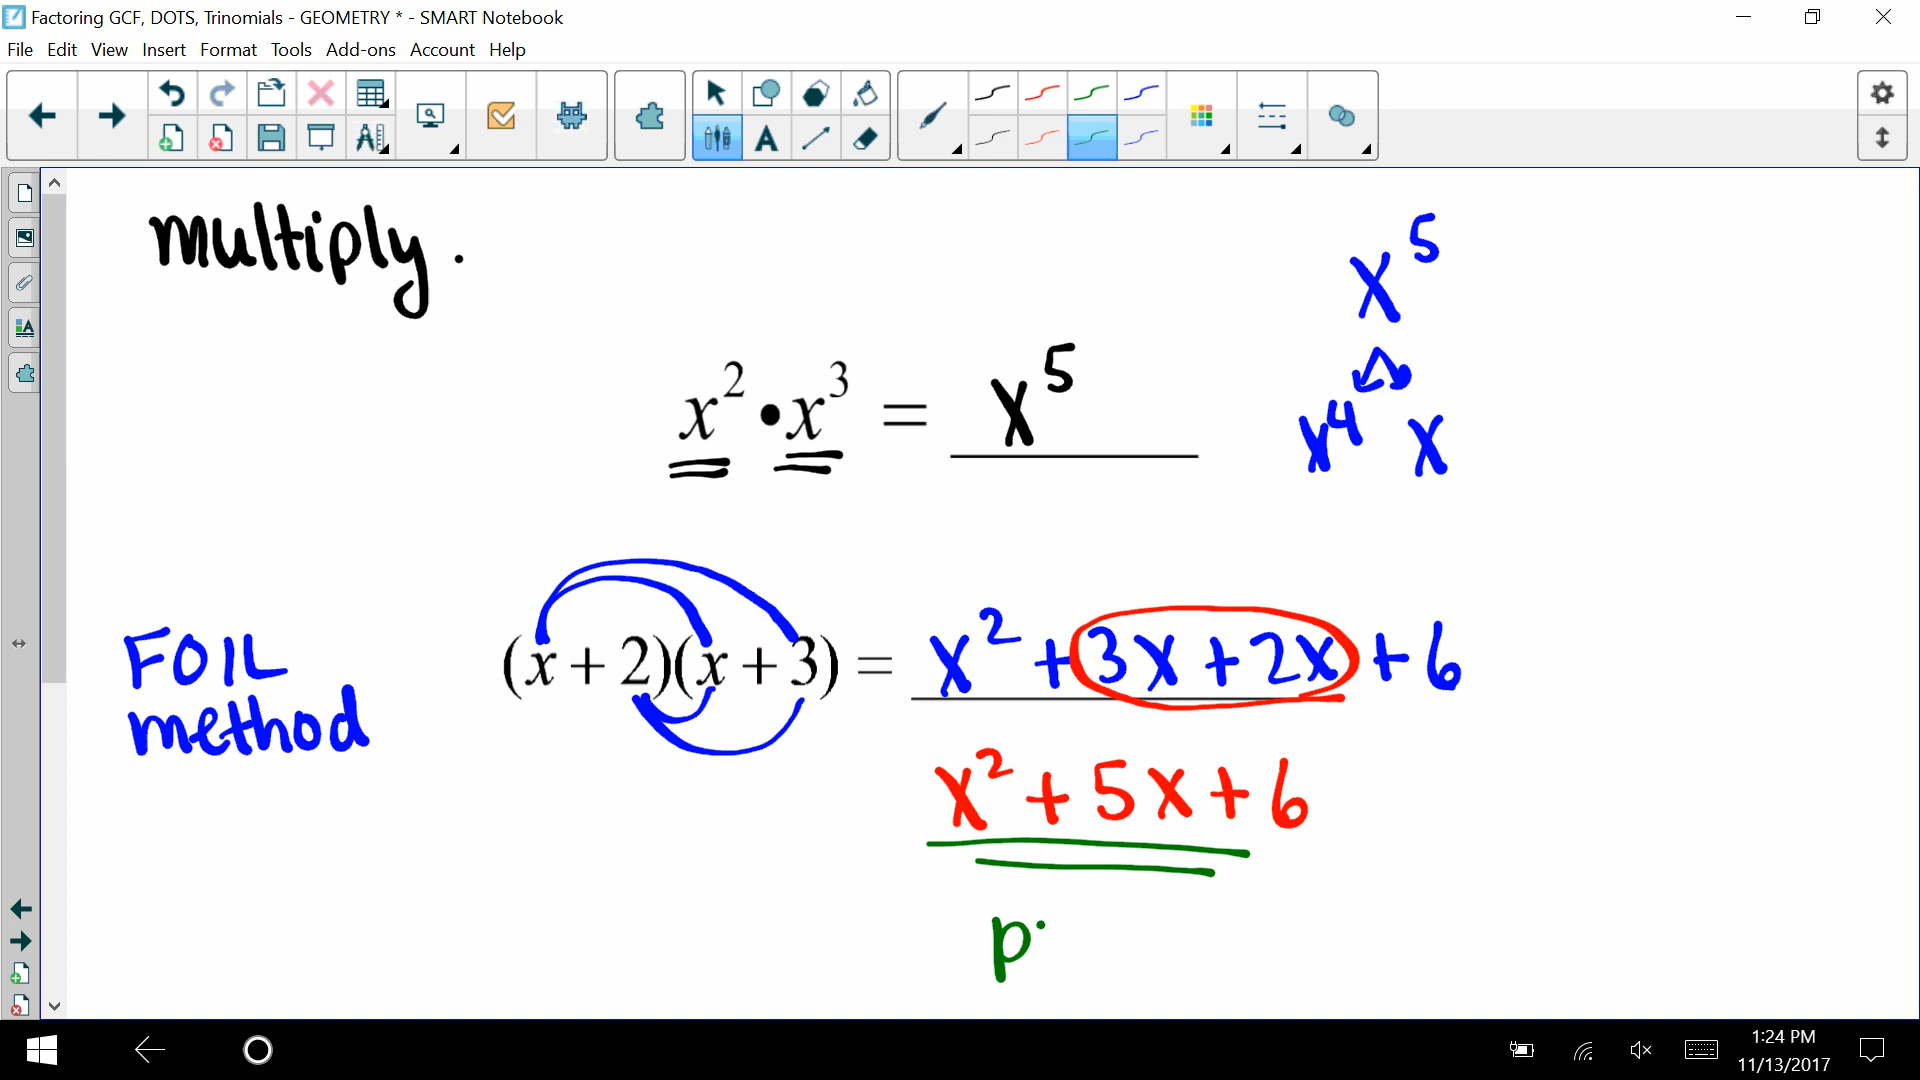 Factoring GCF, DOTS, Trinomials - GEOMETRY * - SMART Notebook
File Edit View Insert Format Tools Add-ons Account Help
multiply.
x² • x³ = x⁵
x⁵
x⁴ x
FOIL method
(x + 2)(x + 3) = x² + 3x + 2x + 6
x² + 5x + 6
p
1:24 PM
11/13/2017